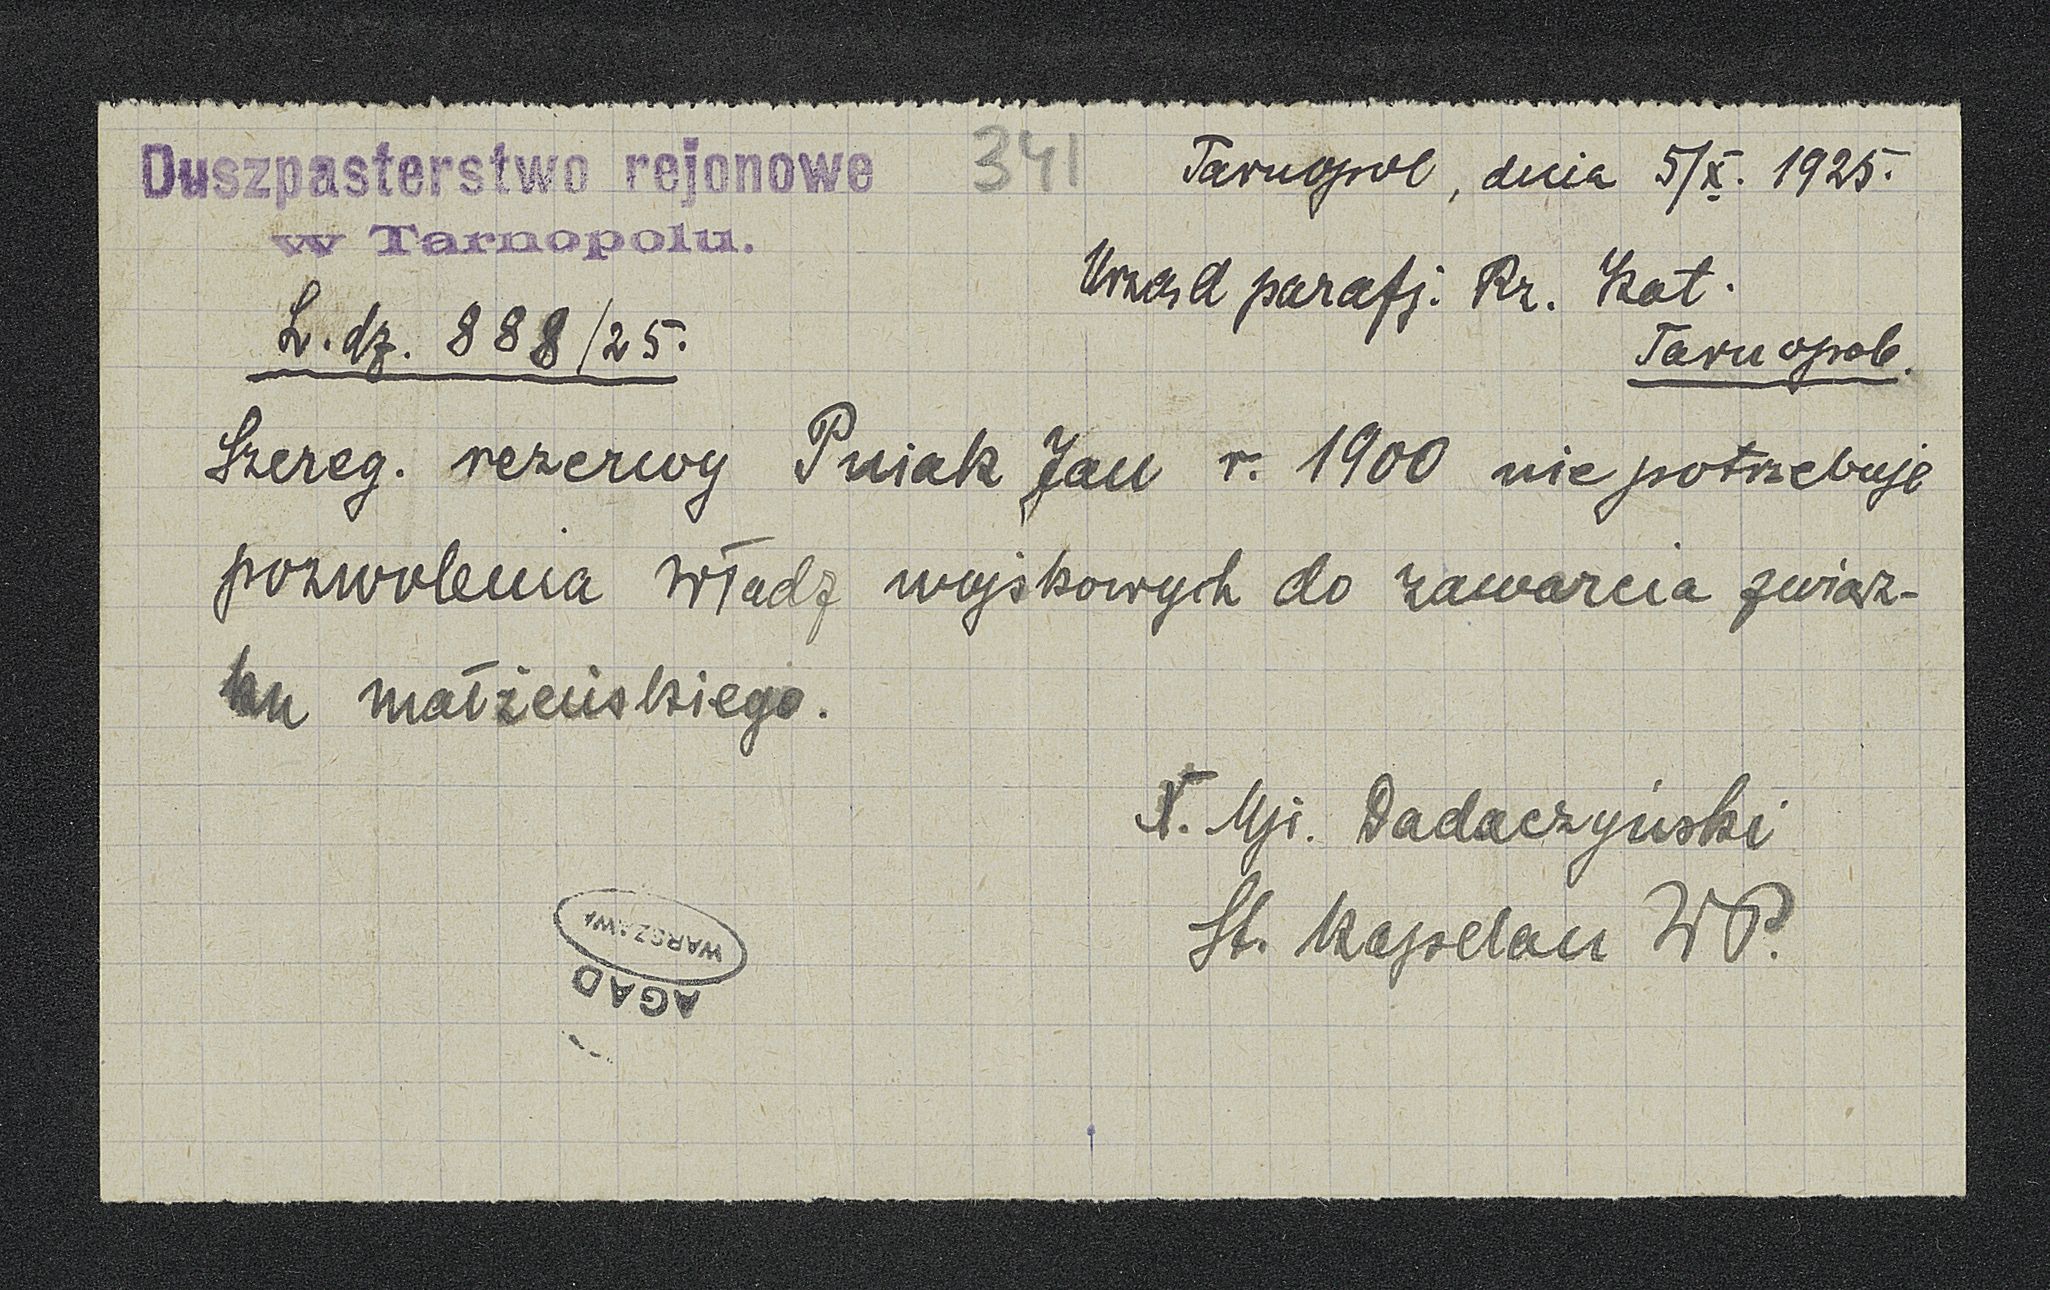 Duszpasterstwo rejonowe
w Tarnopolu.
341
Tarnopol, dnia 5/X. 1925.
L. dz. 888/25.
Urząd parafj. Rz. Kat.
Tarnopol.
Szereg. rezerwy Pniak Jan r. 1900 nie potrzebuje
pozwolenia władz wojskowych do zawarcia związ-
ku małżeńskiego.
X. Mjr. Dadaczyński
St. kapelan WP.
WARSZAWA
AGAD